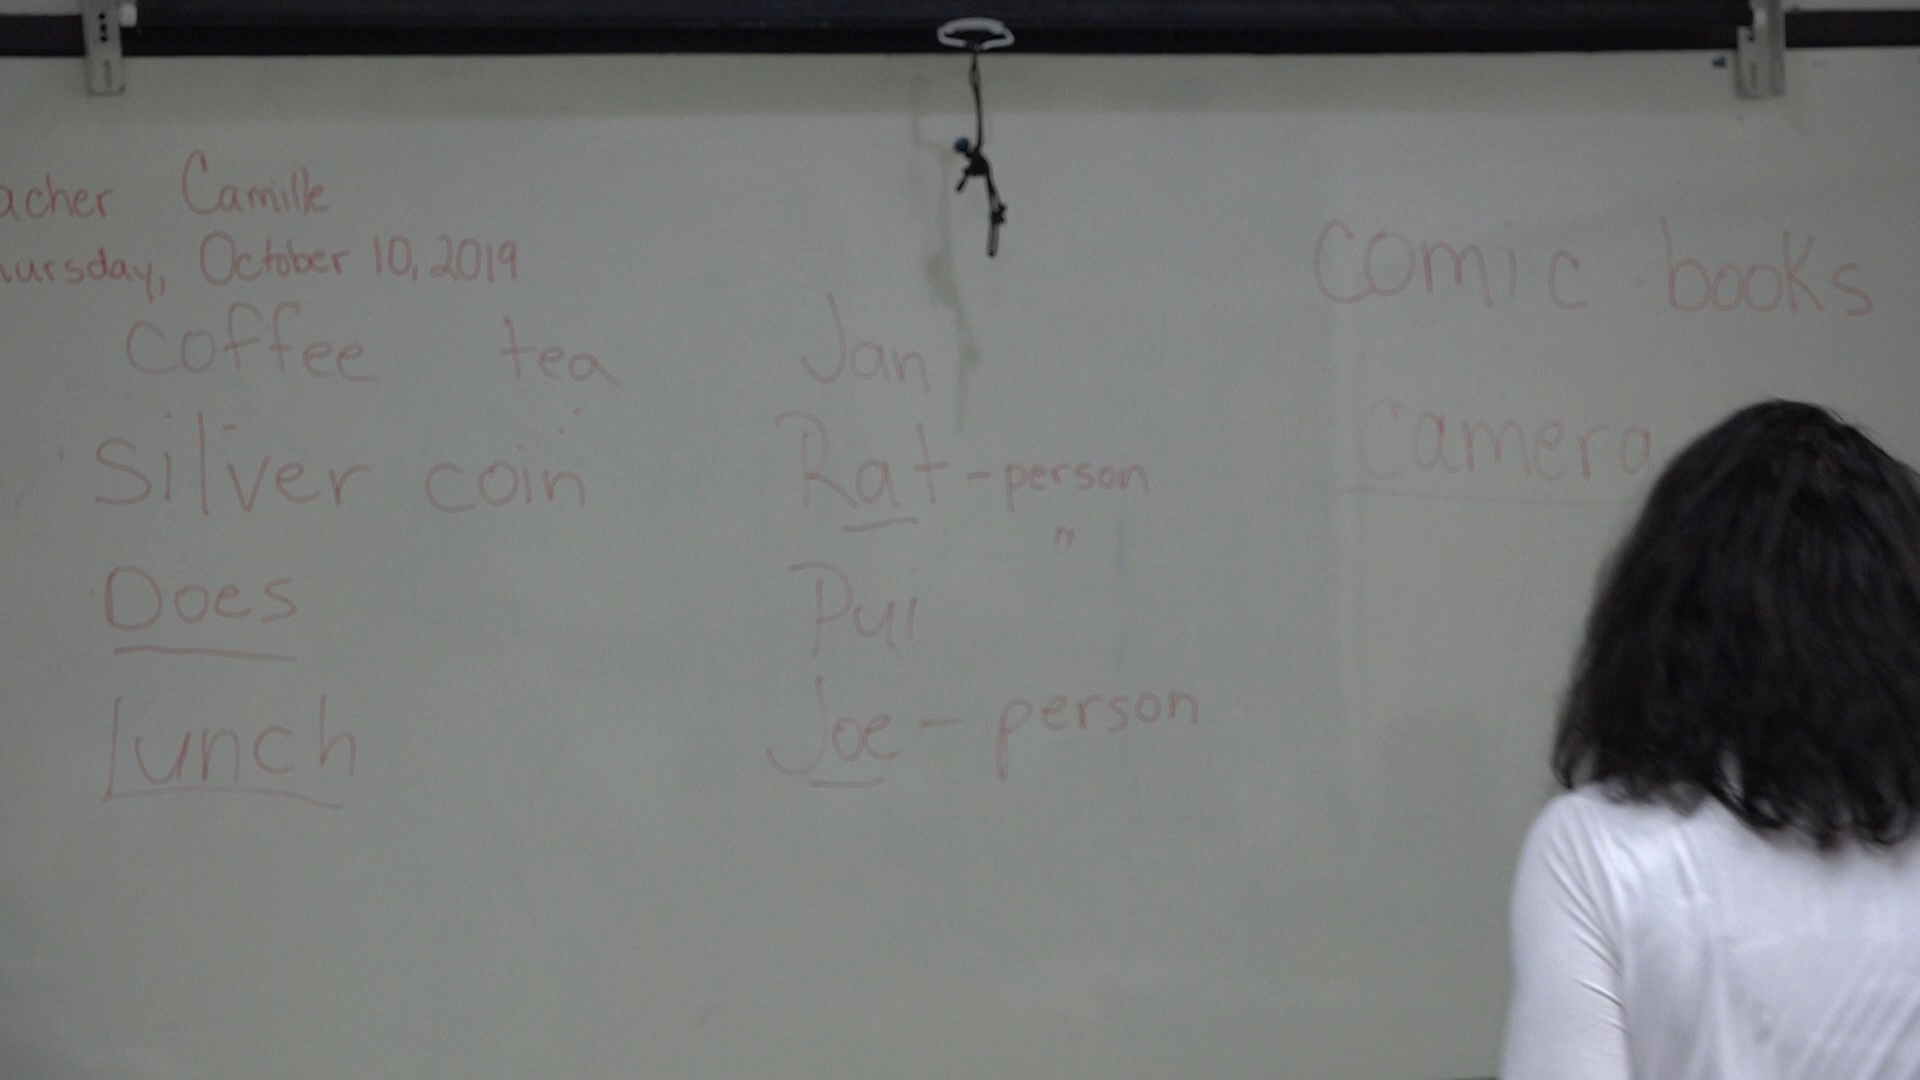 acher Camille
hursday, October 10, 2019
coffee tea
Silver coin
Does
lunch
Jan
Rat - person
"
Pui
Joe - person
comic books
camera